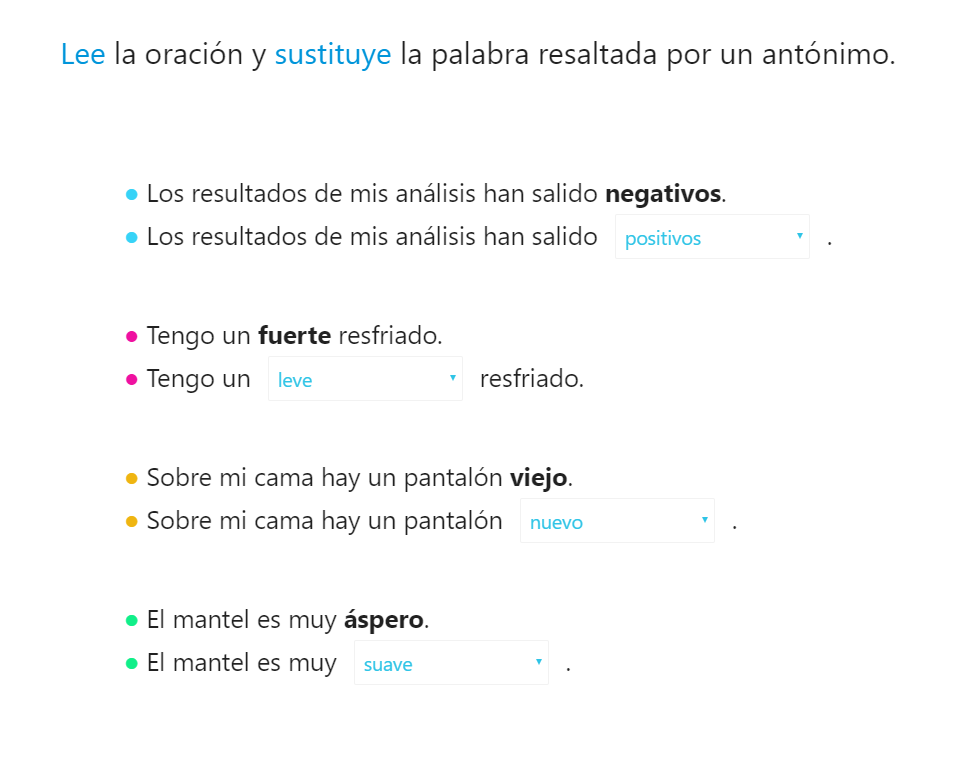 Lee la oración y sustituye la palabra resaltada por un antónimo.
Los resultados de mis análisis han salido negativos.
Los resultados de mis análisis han salido positivos .
Tengo un fuerte resfriado.
Tengo un leve resfriado.
Sobre mi cama hay un pantalón viejo.
Sobre mi cama hay un pantalón nuevo .
El mantel es muy áspero.
El mantel es muy suave .